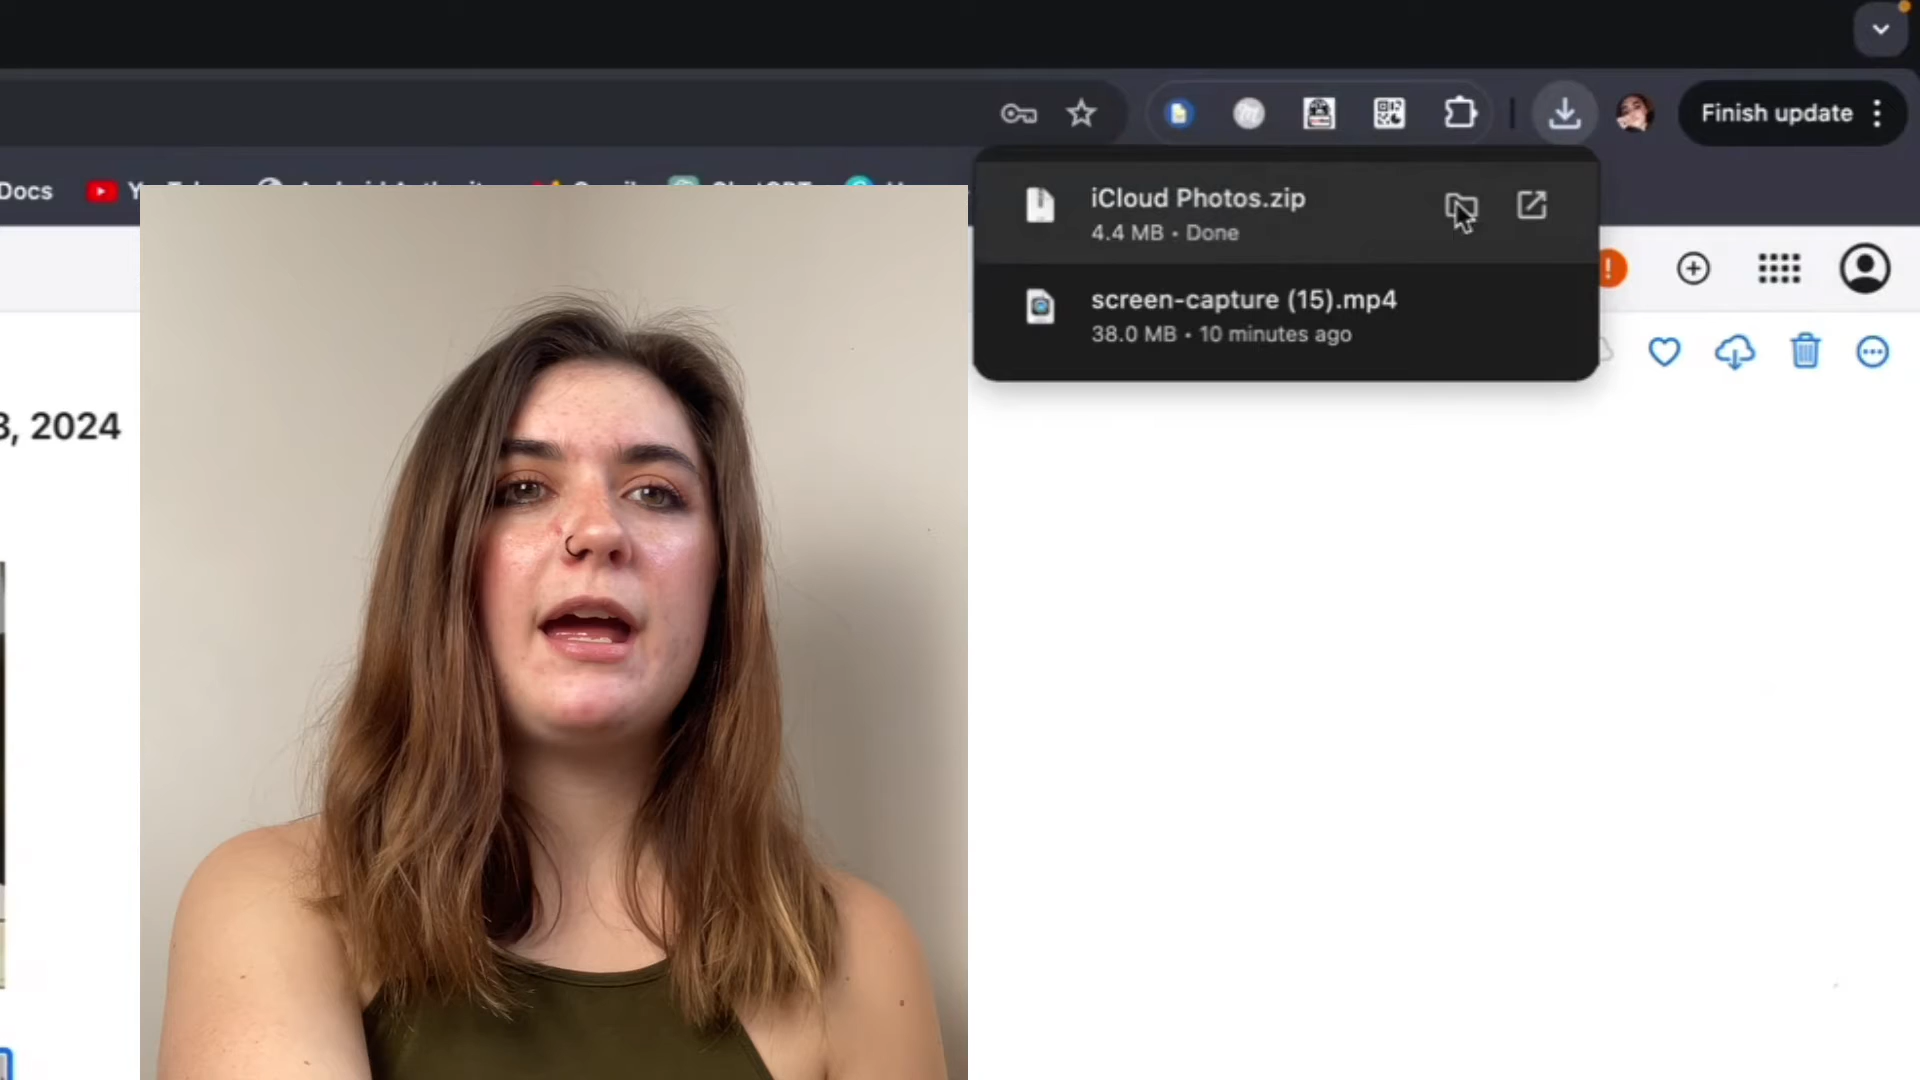 Finish update
Docs
iCloud Photos.zip
4.4 MB • Done
screen-capture (15).mp4
38.0 MB • 10 minutes ago
3, 2024